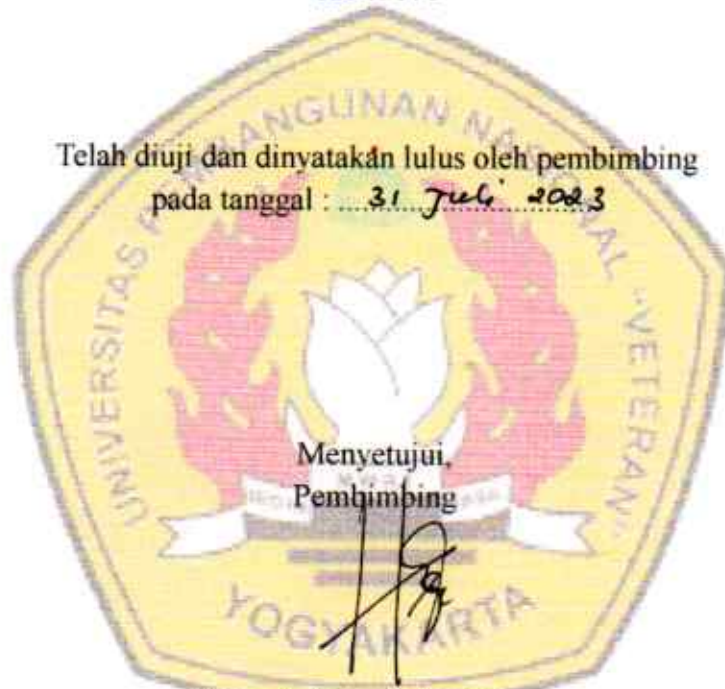 Telah diuji dan dinyatakan lulus oleh pembimbing
pada tanggal : 31 Juli 2023
UNIVERSITAS PEMBANGUNAN NASIONAL "VETERAN"
Menyetujui,
Pembimbing
YOGYAKARTA